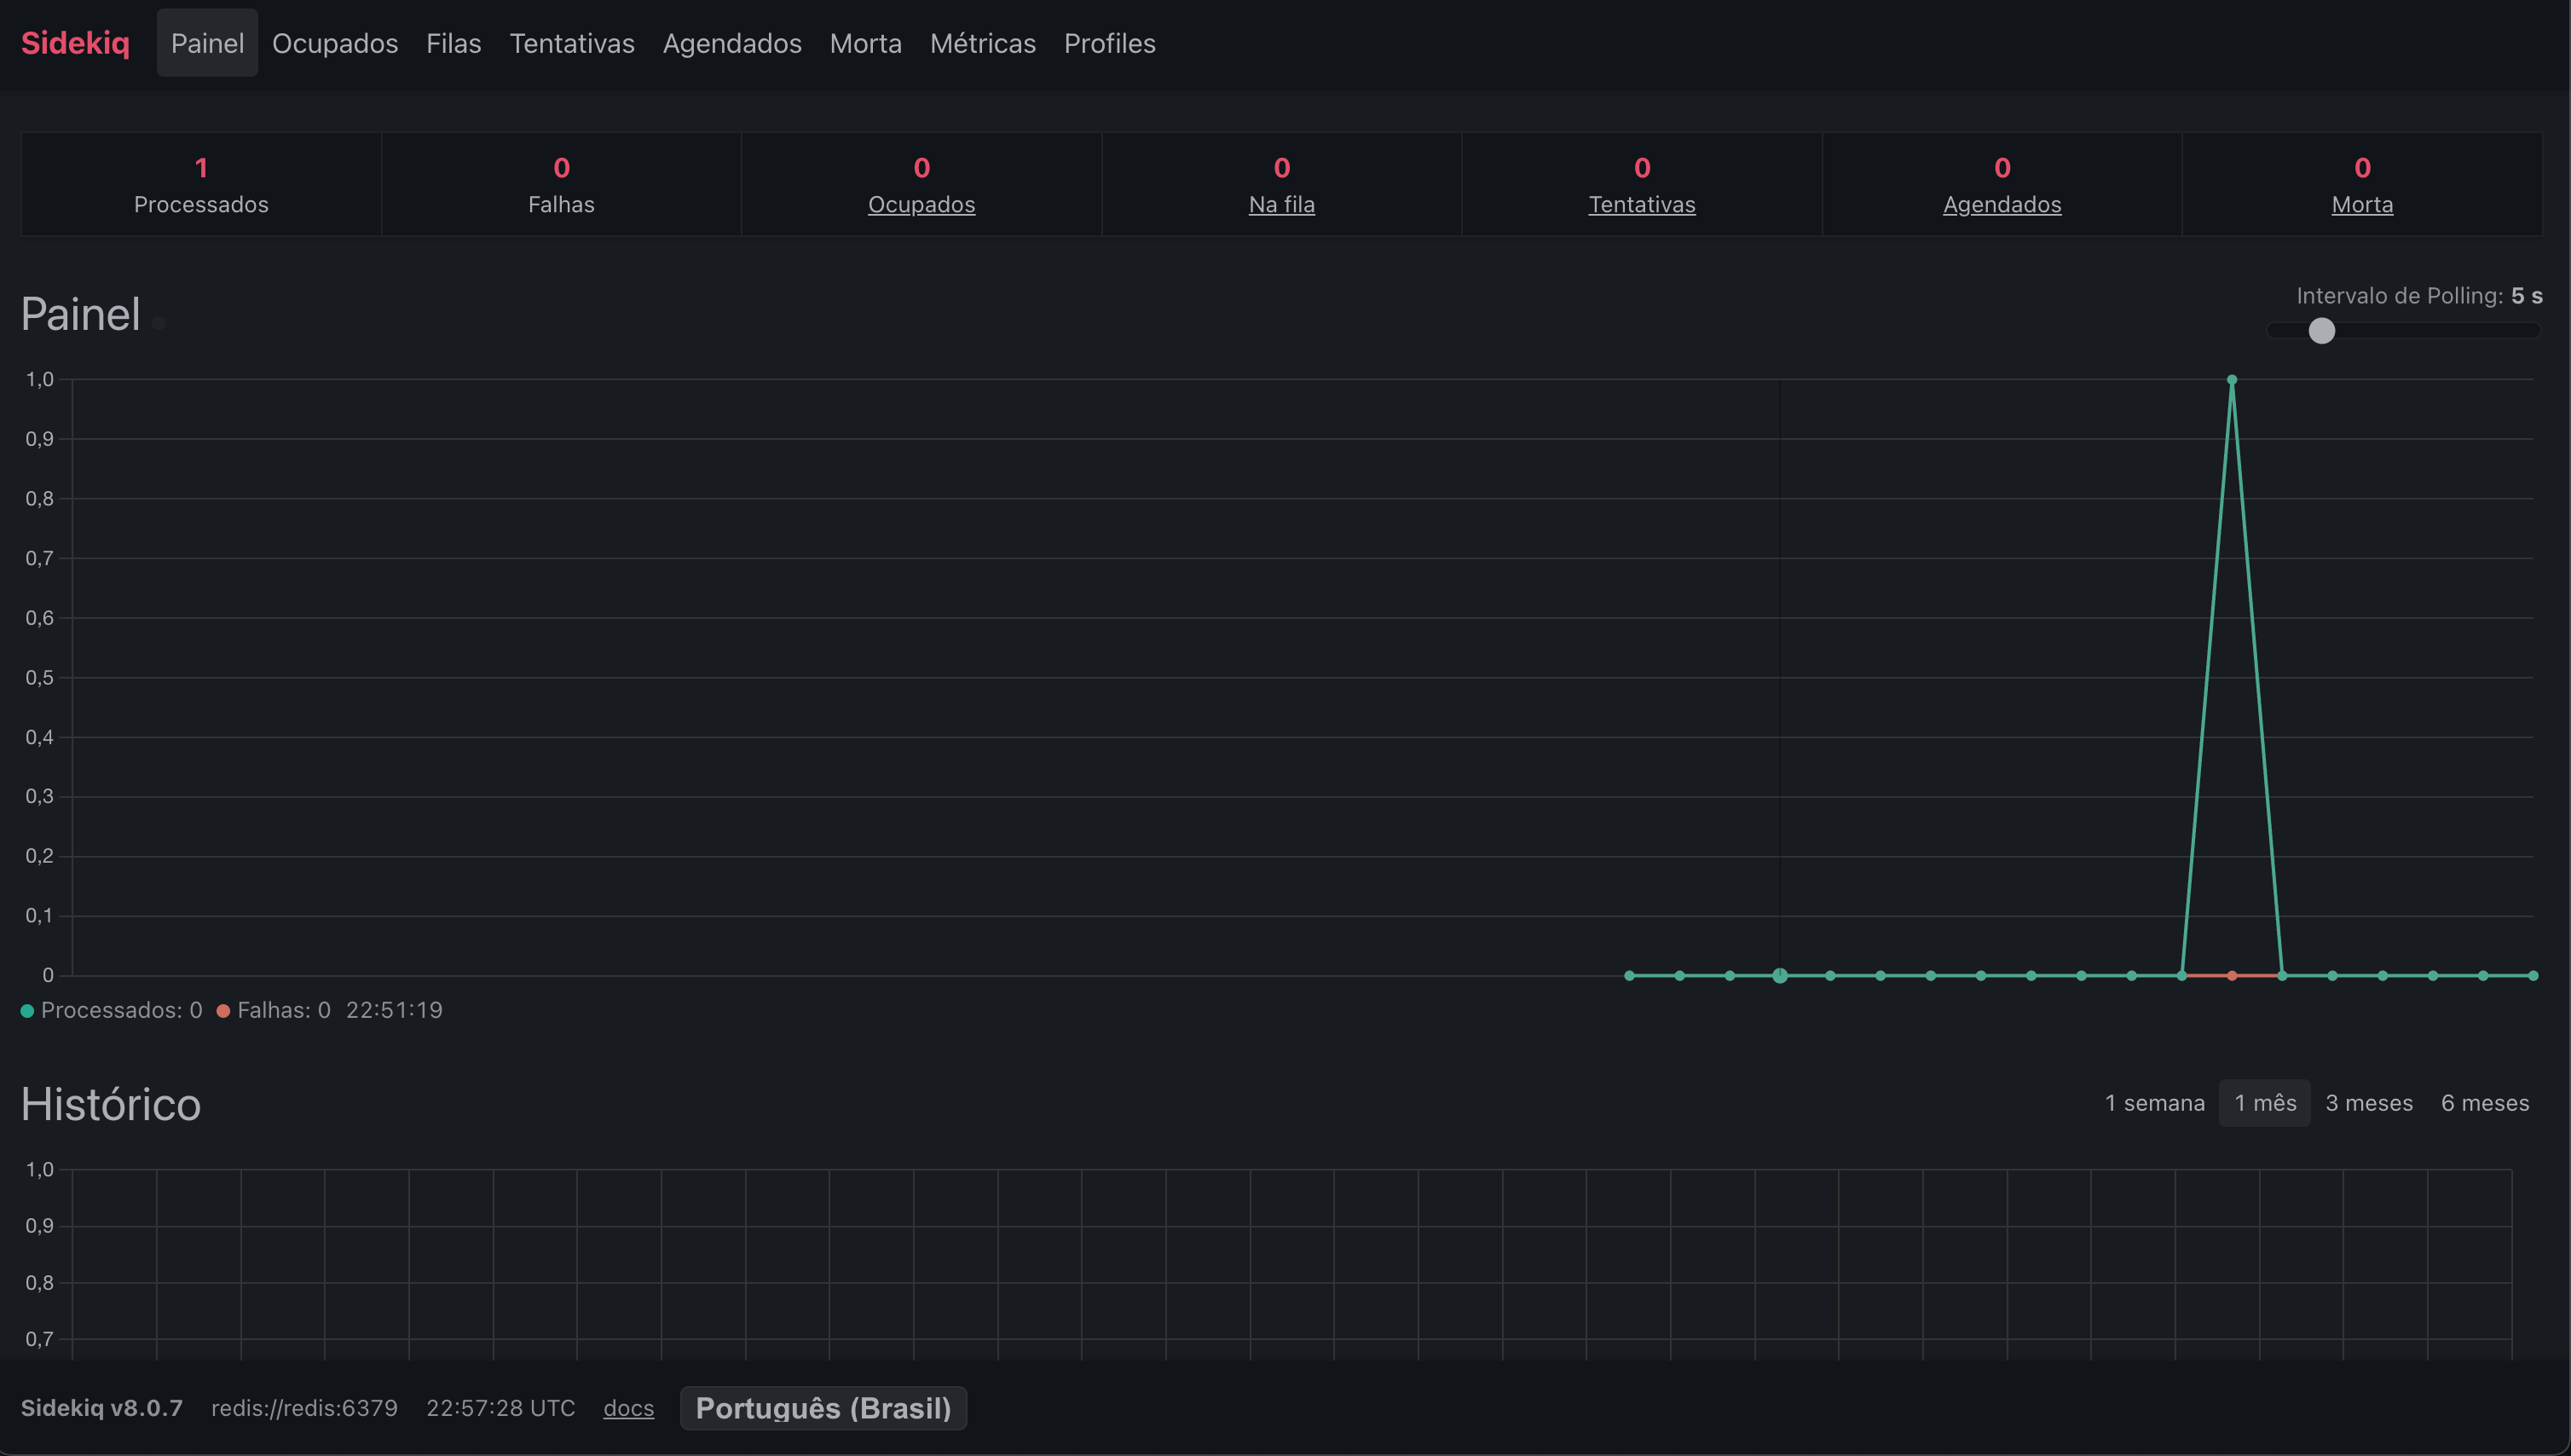 Sidekiq Painel Ocupados Filas Tentativas Agendados Morta Métricas Profiles
1 0 0 0 0 0 0
Processados Falhas Ocupados Na fila Tentativas Agendados Morta
Painel
Intervalo de Polling: 5 s
1,0
0,9
0,8
0,7
0,6
0,5
0,4
0,3
0,2
0,1
0
Processados: 0 Falhas: 0 22:51:19
Histórico
1 semana 1 mês 3 meses 6 meses
1,0
0,9
0,8
0,7
Sidekiq v8.0.7 redis://redis:6379 22:57:28 UTC docs Português (Brasil)